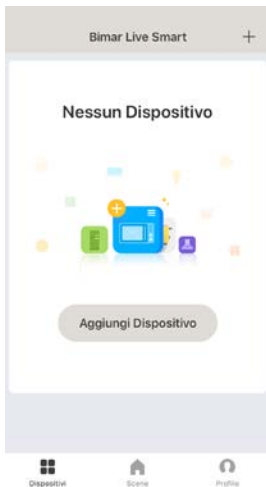 Bimar Live Smart +
Nessun Dispositivo
Aggiungi Dispositivo
Dispositivi Scene Profilo